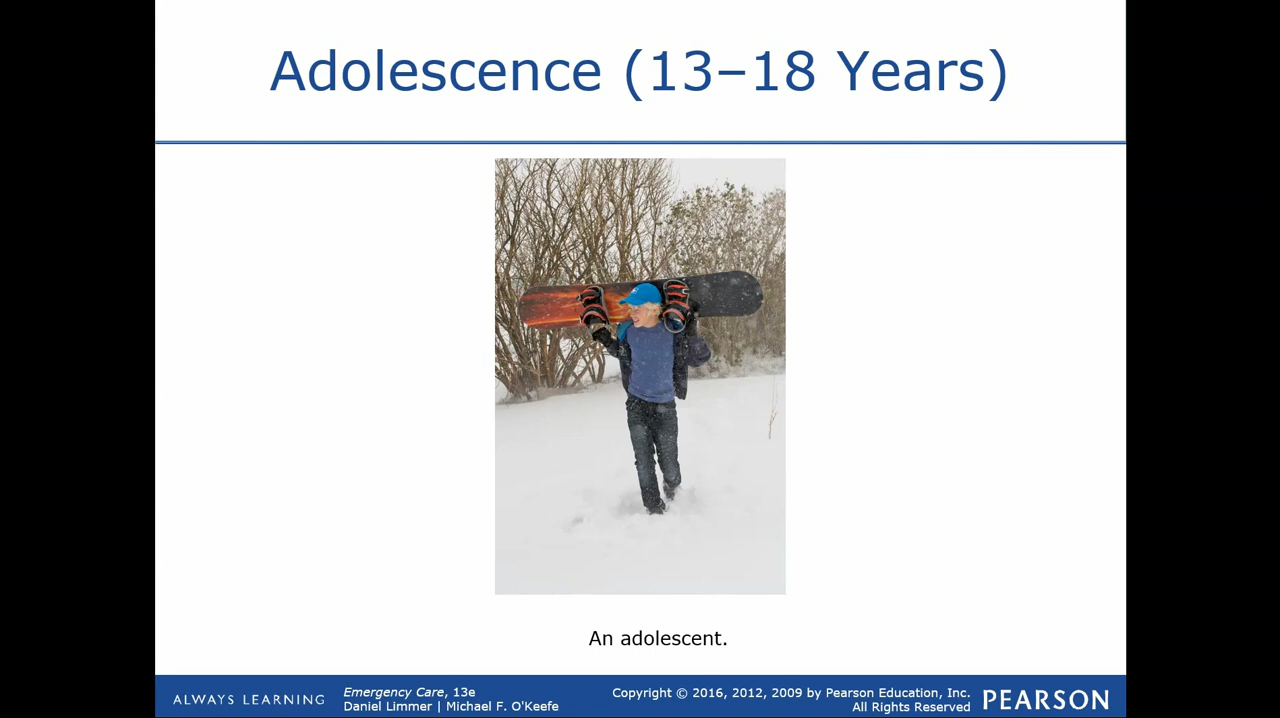 Adolescence (13–18 Years)
An adolescent.
ALWAYS LEARNING
Emergency Care, 13e
Daniel Limmer | Michael F. O'Keefe
Copyright © 2016, 2012, 2009 by Pearson Education, Inc.
All Rights Reserved
PEARSON